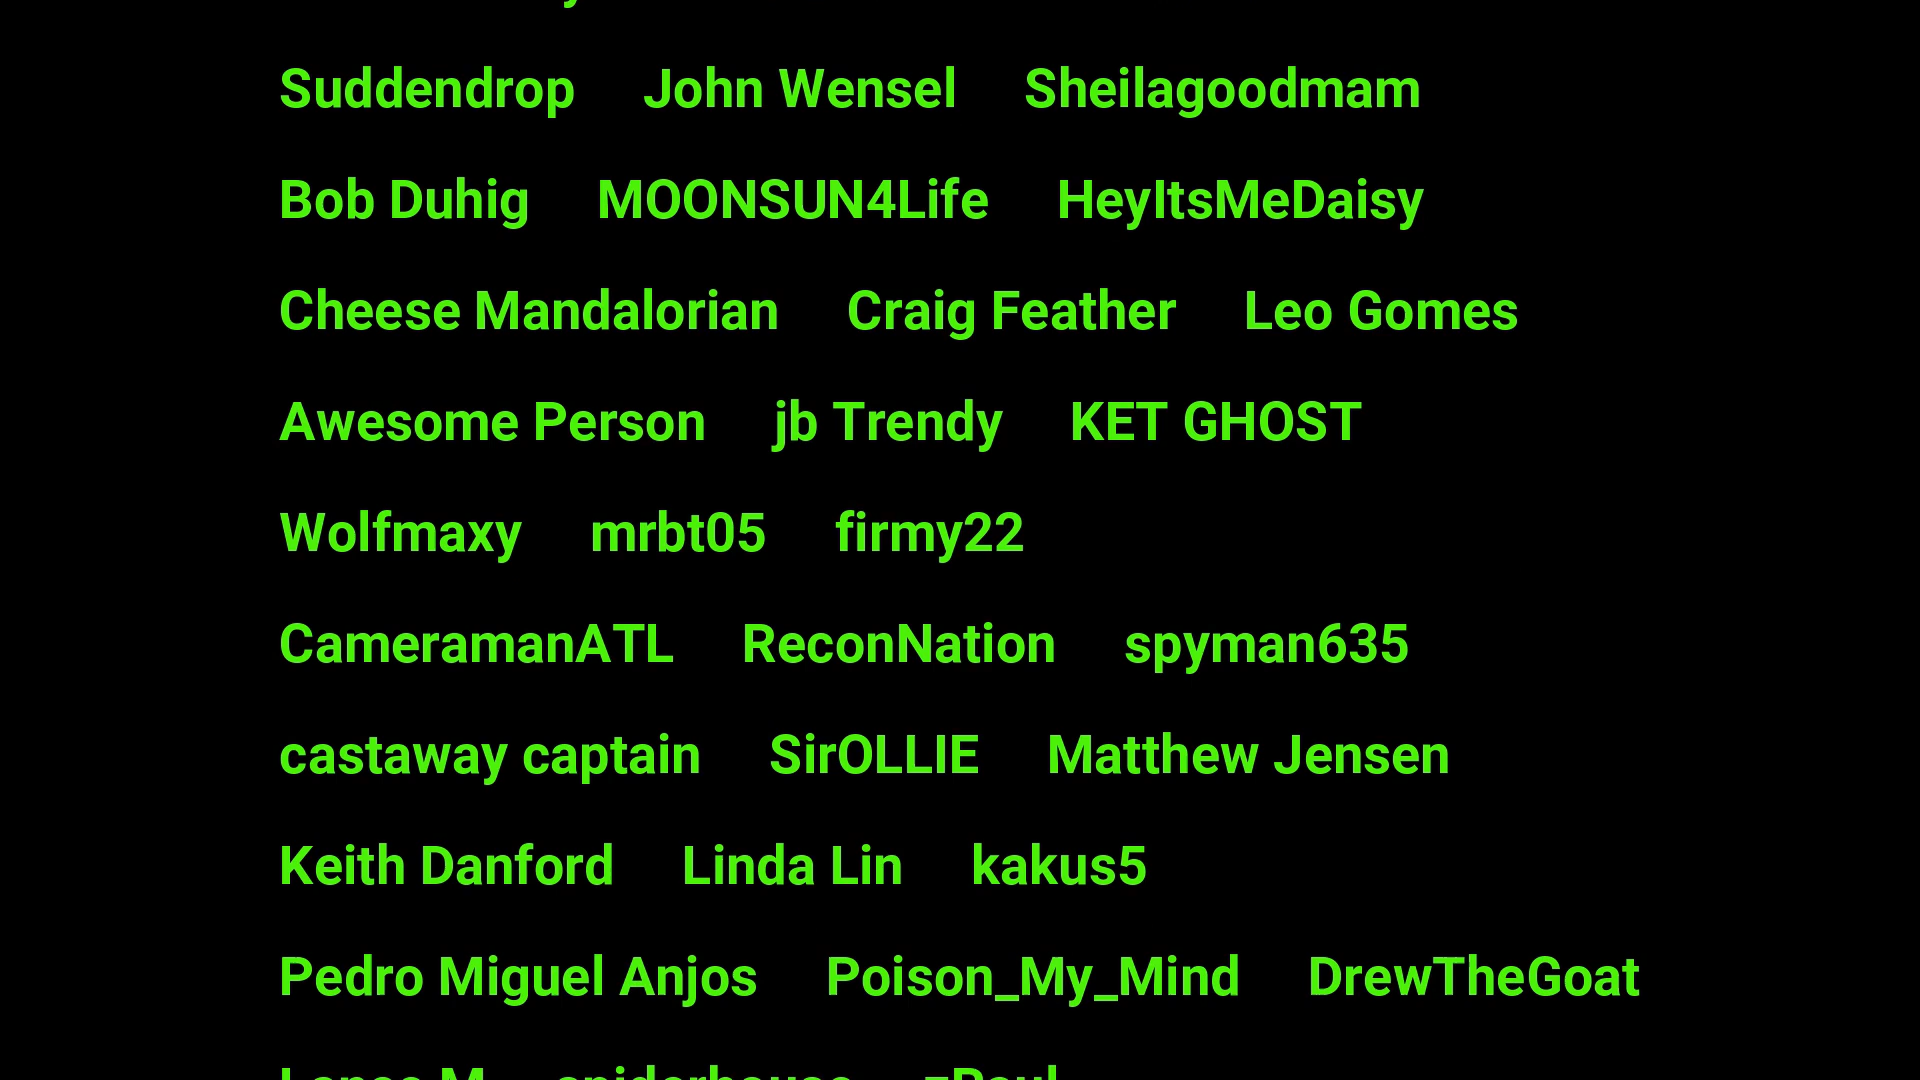 Suddendrop John Wensel Sheilagoodmam
Bob Duhig MOONSUN4Life HeyItsMeDaisy
Cheese Mandalorian Craig Feather Leo Gomes
Awesome Person jb Trendy KET GHOST
Wolfmaxy mrbt05 firmy22
CameramanATL ReconNation spyman635
castaway captain SirOLLIE Matthew Jensen
Keith Danford Linda Lin kakus5
Pedro Miguel Anjos Poison_My_Mind DrewTheGoat